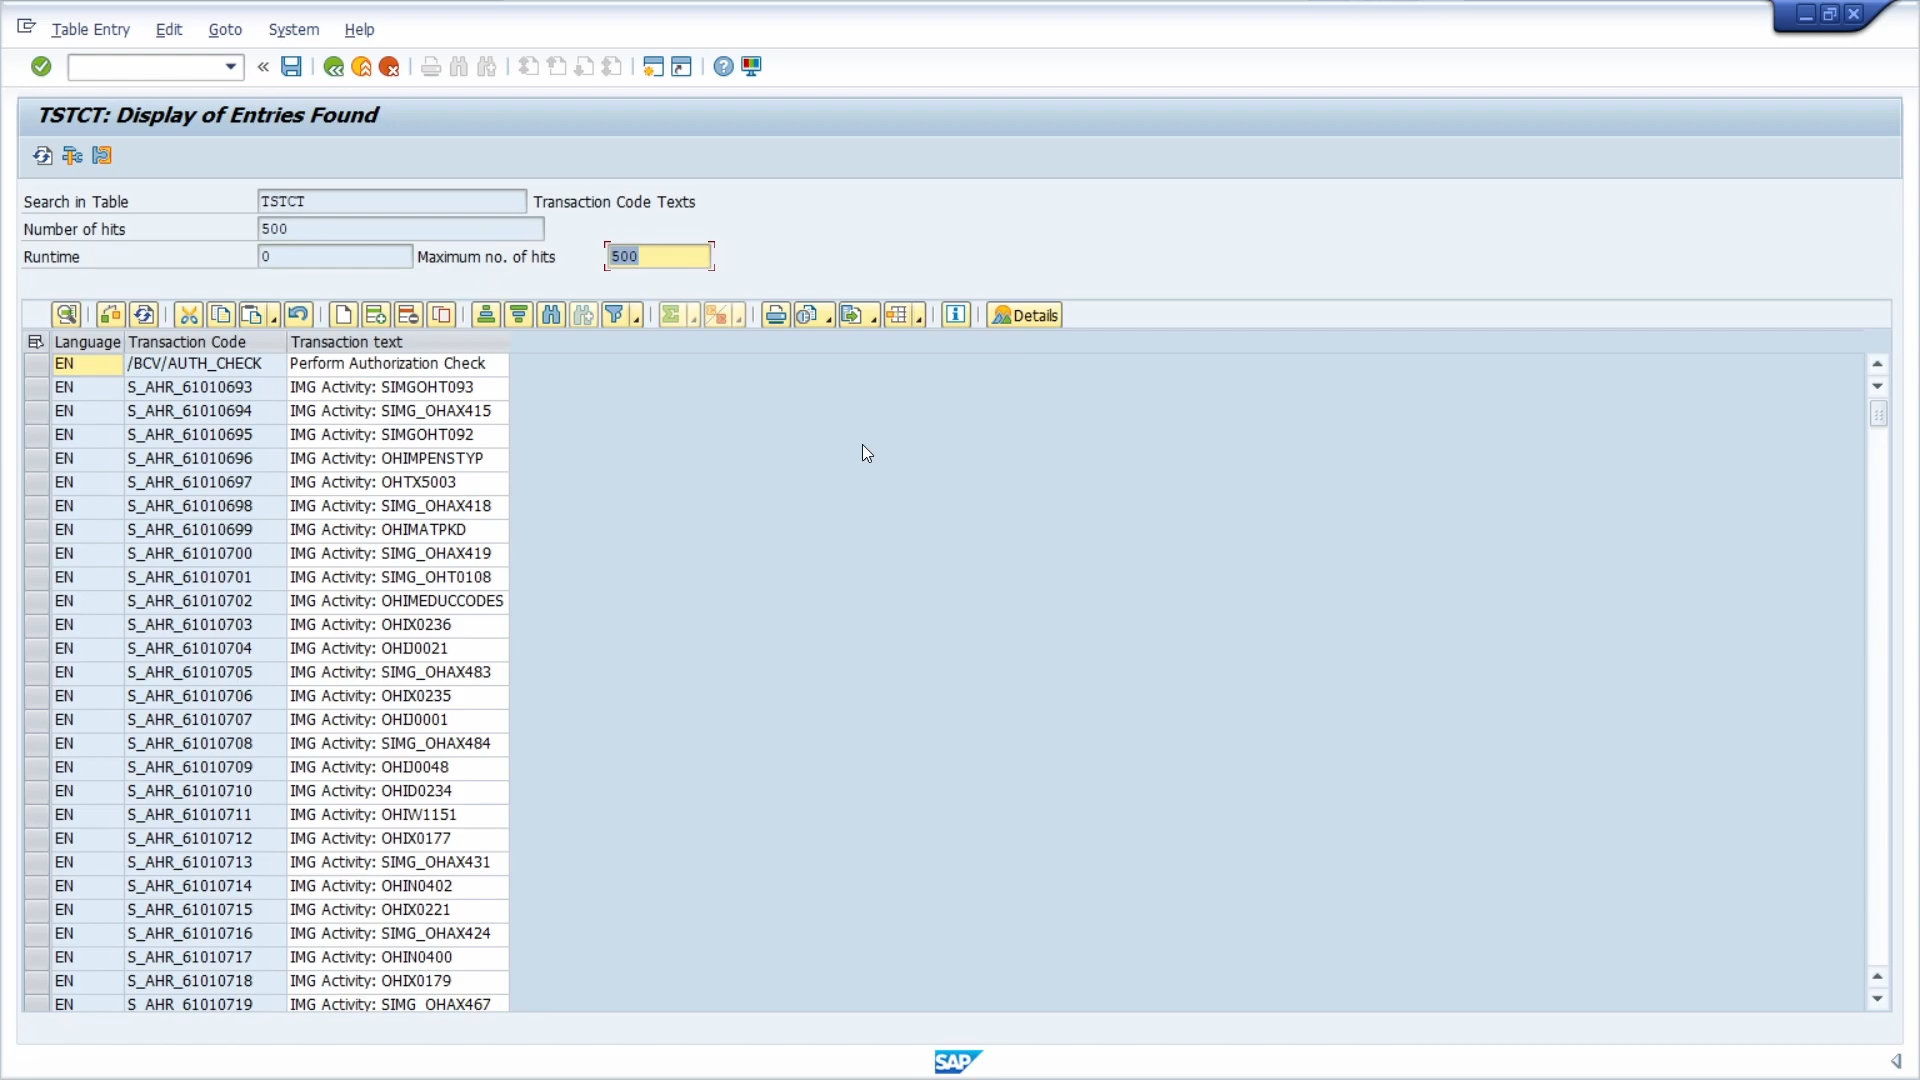 Table Entry Edit Goto System Help
TSTCT: Display of Entries Found
Search in Table TSTCT Transaction Code Texts
Number of hits 500
Runtime 0 Maximum no. of hits 500
Details
Language Transaction Code Transaction text
EN /BCV/AUTH_CHECK Perform Authorization Check
EN S_AHR_61010693 IMG Activity: SIMGOHT093
EN S_AHR_61010694 IMG Activity: SIMG_OHAX415
EN S_AHR_61010695 IMG Activity: SIMGOHT092
EN S_AHR_61010696 IMG Activity: OHIMPENSTYP
EN S_AHR_61010697 IMG Activity: OHTX5003
EN S_AHR_61010698 IMG Activity: SIMG_OHAX418
EN S_AHR_61010699 IMG Activity: OHIMATPKD
EN S_AHR_61010700 IMG Activity: SIMG_OHAX419
EN S_AHR_61010701 IMG Activity: SIMG_OHT0108
EN S_AHR_61010702 IMG Activity: OHIMEDUCCODES
EN S_AHR_61010703 IMG Activity: OHIX0236
EN S_AHR_61010704 IMG Activity: OHIJ0021
EN S_AHR_61010705 IMG Activity: SIMG_OHAX483
EN S_AHR_61010706 IMG Activity: OHIX0235
EN S_AHR_61010707 IMG Activity: OHIJ0001
EN S_AHR_61010708 IMG Activity: SIMG_OHAX484
EN S_AHR_61010709 IMG Activity: OHIJ0048
EN S_AHR_61010710 IMG Activity: OHID0234
EN S_AHR_61010711 IMG Activity: OHIW1151
EN S_AHR_61010712 IMG Activity: OHIX0177
EN S_AHR_61010713 IMG Activity: SIMG_OHAX431
EN S_AHR_61010714 IMG Activity: OHIN0402
EN S_AHR_61010715 IMG Activity: OHIX0221
EN S_AHR_61010716 IMG Activity: SIMG_OHAX424
EN S_AHR_61010717 IMG Activity: OHIN0400
EN S_AHR_61010718 IMG Activity: OHIX0179
EN S_AHR_61010719 IMG Activity: SIMG_OHAX467
SAP